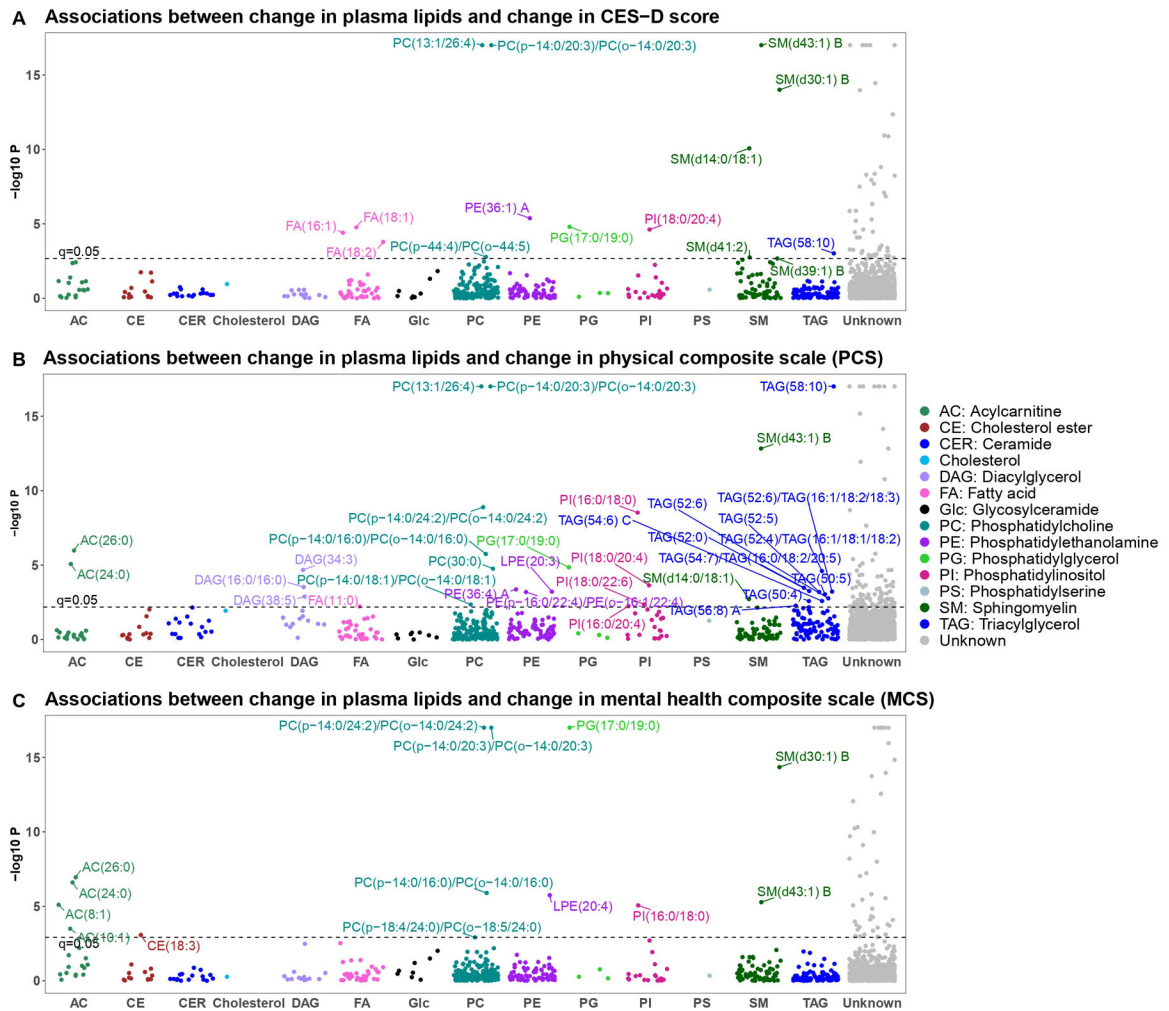 A Associations between change in plasma lipids and change in CES−D score
PC(13:1/26:4)
PC(p−14:0/20:3)/PC(o−14:0/20:3)
SM(d43:1) B
15
SM(d30:1) B
−log10 P
10
SM(d14:0/18:1)
PE(36:1) A
FA(18:1)
PI(18:0/20:4)
FA(16:1)
5
PG(17:0/19:0)
FA(18:2)
PC(p−44:4)/PC(o−44:5)
SM(d41:2)
TAG(58:10)
q=0.05
SM(d39:1) B
0
AC CE CER Cholesterol DAG FA Glc PC PE PG PI PS SM TAG Unknown
B Associations between change in plasma lipids and change in physical composite scale (PCS)
PC(13:1/26:4)
PC(p−14:0/20:3)/PC(o−14:0/20:3)
TAG(58:10)
15
SM(d43:1) B
−log10 P
10
PI(16:0/18:0)
TAG(52:6)
TAG(52:6)/TAG(16:1/18:2/18:3)
PC(p−14:0/24:2)/PC(o−14:0/24:2)
TAG(54:6) C
TAG(52:5)
AC(26:0)
PC(p−14:0/16:0)/PC(o−14:0/16:0)
PG(17:0/19:0)
TAG(52:0)
TAG(52:4)/TAG(16:1/18:1/18:2)
5
AC(24:0)
DAG(34:3)
PC(30:0)
LPE(20:3)
PI(18:0/20:4)
TAG(54:7)/TAG(16:0/18:2/20:5)
DAG(16:0/16:0)
PC(p−14:0/18:1)/PC(o−14:0/18:1)
PI(18:0/22:6)
SM(d14:0/18:1)
TAG(50:5)
q=0.05
DAG(38:5)
FA(11:0)
PE(36:4) A
PE(p−16:0/22:4)/PE(o−16:1/22:4)
TAG(50:4)
PI(16:0/20:4)
TAG(56:8) A
0
AC CE CER Cholesterol DAG FA Glc PC PE PG PI PS SM TAG Unknown
AC: Acylcarnitine
CE: Cholesterol ester
CER: Ceramide
Cholesterol
DAG: Diacylglycerol
FA: Fatty acid
Glc: Glycosylceramide
PC: Phosphatidylcholine
PE: Phosphatidylethanolamine
PG: Phosphatidylglycerol
PI: Phosphatidylinositol
PS: Phosphatidylserine
SM: Sphingomyelin
TAG: Triacylglycerol
Unknown
C Associations between change in plasma lipids and change in mental health composite scale (MCS)
PC(p−14:0/24:2)/PC(o−14:0/24:2)
PG(17:0/19:0)
PC(p−14:0/20:3)/PC(o−14:0/20:3)
15
SM(d30:1) B
−log10 P
10
AC(26:0)
PC(p−14:0/16:0)/PC(o−14:0/16:0)
AC(24:0)
SM(d43:1) B
5
AC(8:1)
LPE(20:4)
PI(16:0/18:0)
AC(10:1)
PC(p−18:4/24:0)/PC(o−18:5/24:0)
q=0.05
CE(18:3)
0
AC CE CER Cholesterol DAG FA Glc PC PE PG PI PS SM TAG Unknown